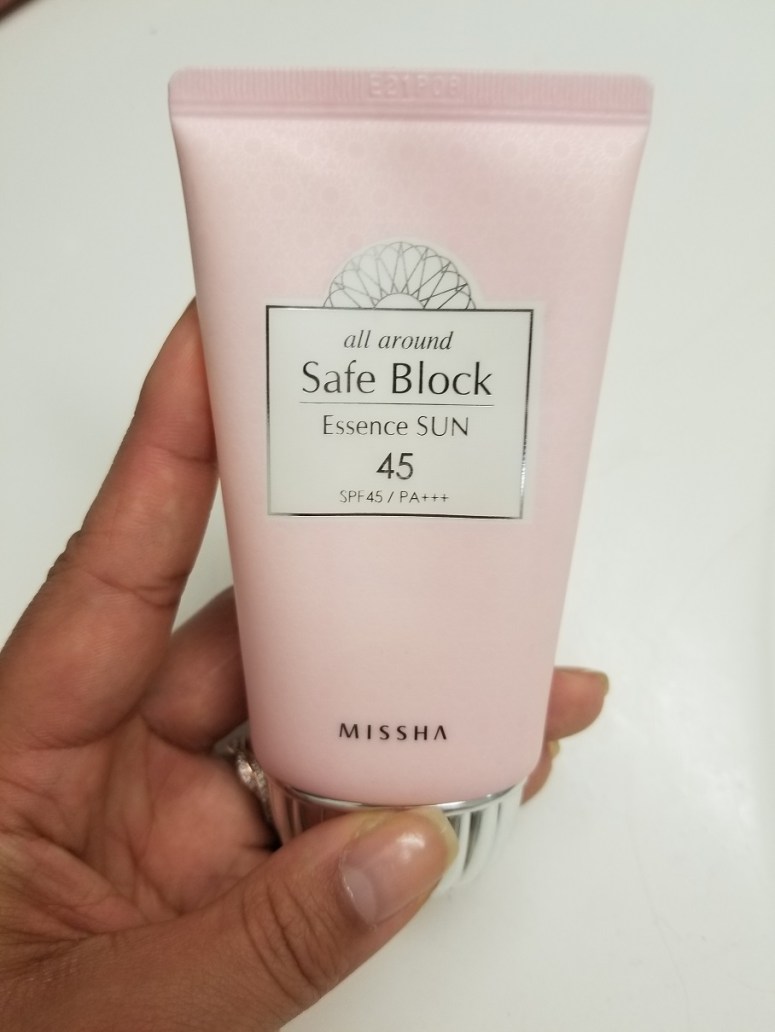 all around
Safe Block
Essence SUN
45
SPF45 / PA+++
MISSHA